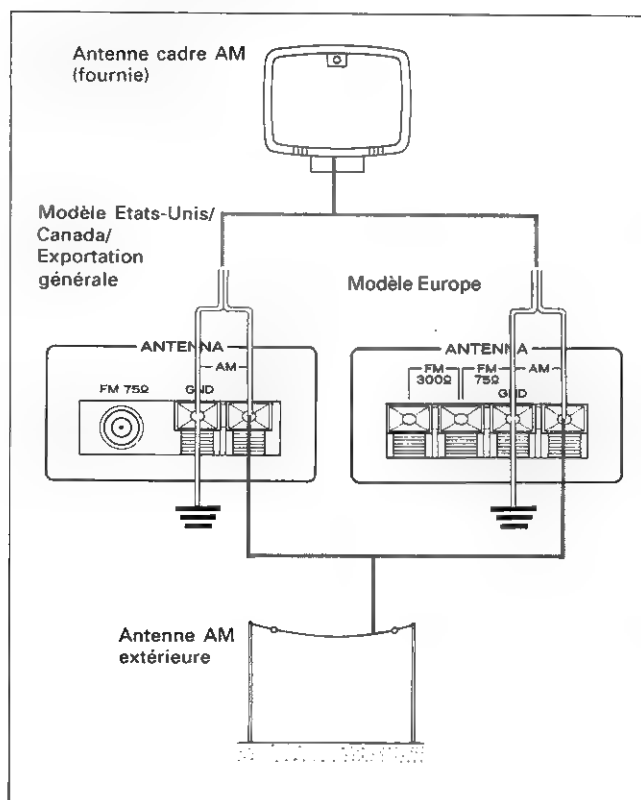 Antenne cadre AM
(fournie)
Modèle Etats-Unis/
Canada/
Exportation
générale
Modèle Europe
ANTENNA
AM
FM 75Ω GND
ANTENNA
FM FM AM
300Ω 75Ω
GND
Antenne AM
extérieure